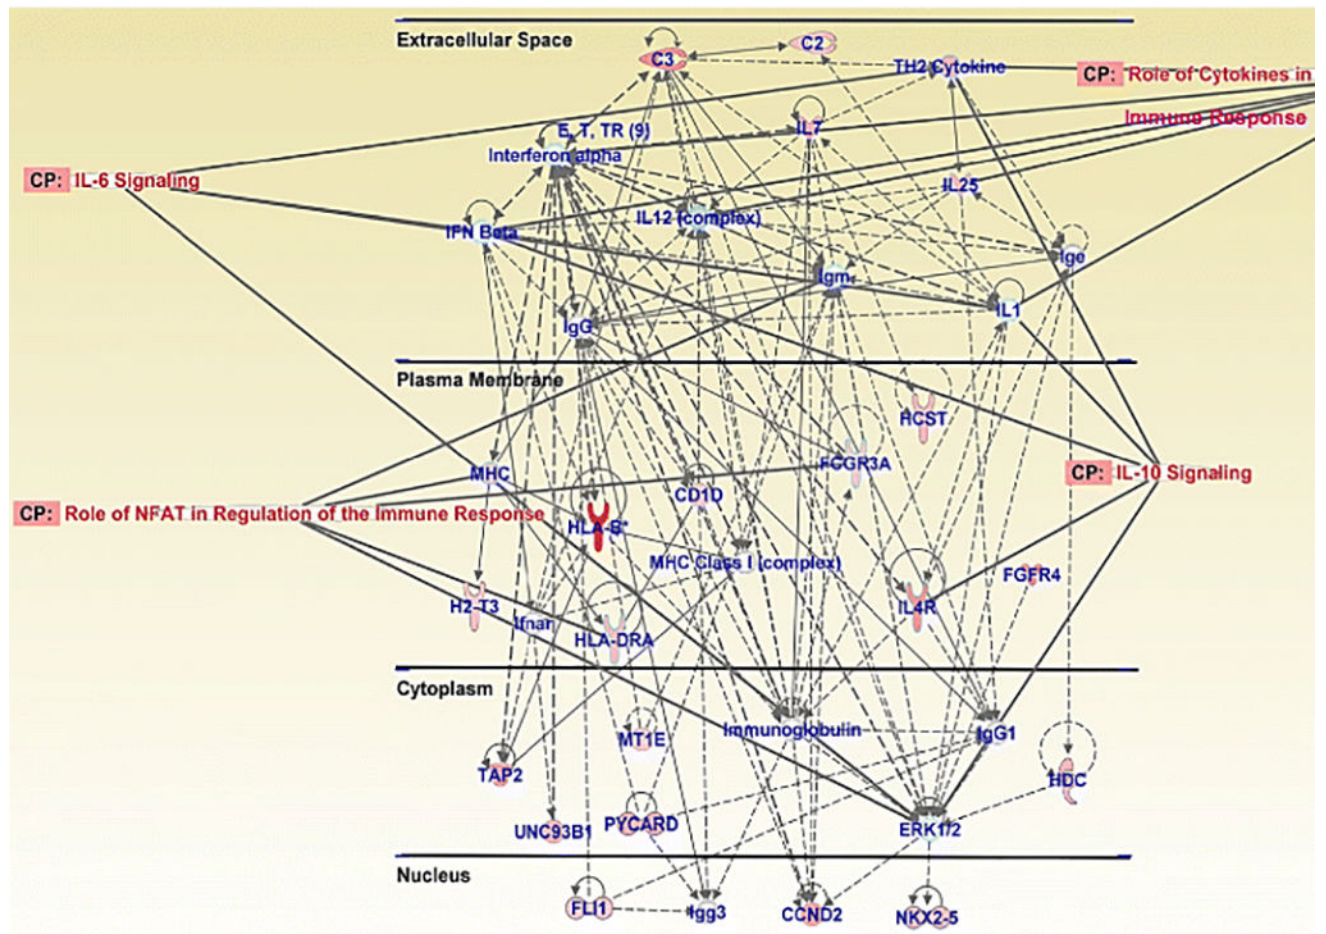 Extracellular Space
C3
C2
TH2 Cytokine
CP: Role of Cytokines in
Immune Response
E, T, TR (9)
IL7
Interferon alpha
CP: IL-6 Signaling
IL25
IL12 (complex)
IFN Beta
Ige
Igm
IL1
IgG
Plasma Membrane
HCST
FCGR3A
MHC
CP: IL-10 Signaling
CD1D
CP: Role of NFAT in Regulation of the Immune Response
HLA-B*
MHC Class I (complex)
FGFR4
H2-T3
IL4R
Ifnar
HLA-DRA
Cytoplasm
Immunoglobulin
IgG1
MT1E
TAP2
HDC
UNC93B1
PYCARD
ERK1/2
Nucleus
FLI1
Igg3
CCND2
NKX2-5